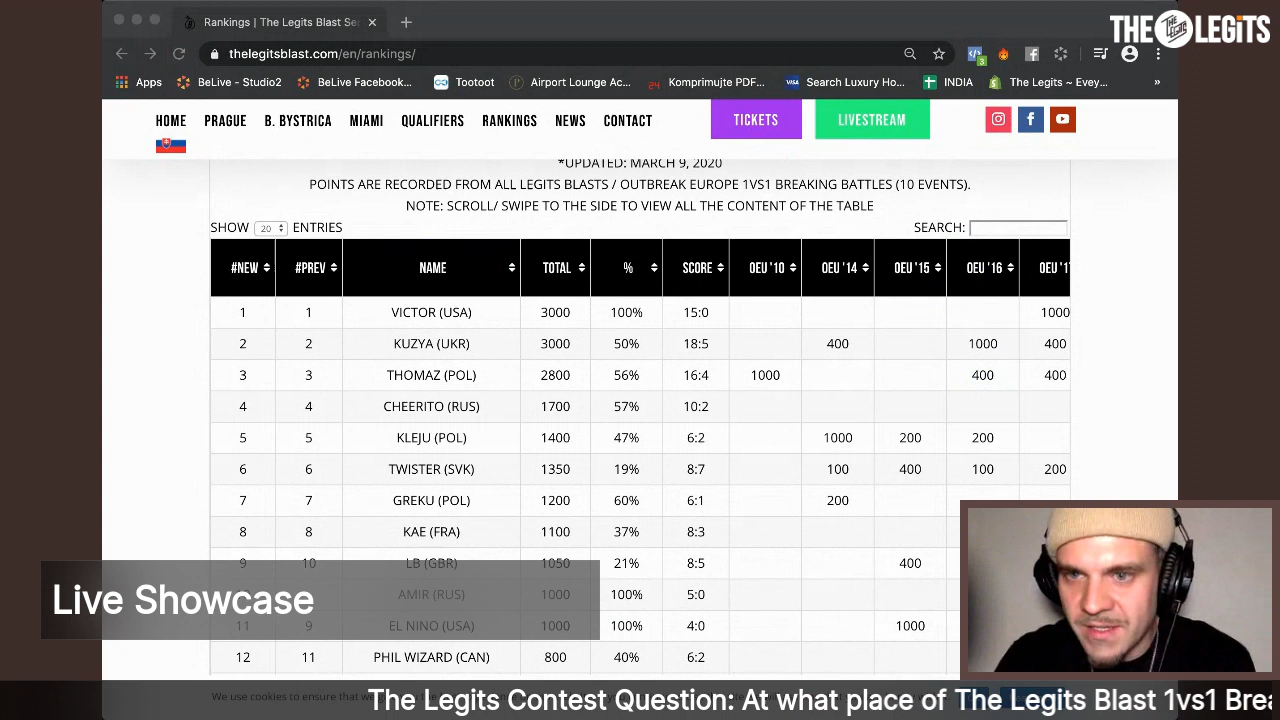 Rankings | The Legits Blast Se
THE LEGITS
thelegitsblast.com/en/rankings/
Apps BeLive - Studio2 BeLive Facebook... Tootoot Airport Lounge Ac... Komprimujte PDF... Search Luxury Ho... INDIA The Legits ~ Evey... »
HOME PRAGUE B. BYSTRICA MIAMI QUALIFIERS RANKINGS NEWS CONTACT TICKETS LIVESTREAM
*UPDATED: MARCH 9, 2020
POINTS ARE RECORDED FROM ALL LEGITS BLASTS / OUTBREAK EUROPE 1VS1 BREAKING BATTLES (10 EVENTS).
NOTE: SCROLL/ SWIPE TO THE SIDE TO VIEW ALL THE CONTENT OF THE TABLE
SHOW 20 ENTRIES SEARCH:
#NEW #PREV NAME TOTAL % SCORE OEU '10 OEU '14 OEU '15 OEU '16 OEU '17
1 1 VICTOR (USA) 3000 100% 15:0 1000
2 2 KUZYA (UKR) 3000 50% 18:5 400 1000 400
3 3 THOMAZ (POL) 2800 56% 16:4 1000 400 400
4 4 CHEERITO (RUS) 1700 57% 10:2
5 5 KLEJU (POL) 1400 47% 6:2 1000 200 200
6 6 TWISTER (SVK) 1350 19% 8:7 100 400 100 200
7 7 GREKU (POL) 1200 60% 6:1 200
8 8 KAE (FRA) 1100 37% 8:3
9 10 LB (GBR) 1050 21% 8:5 400
AMIR (RUS) 1000 100% 5:0
11 9 EL NINO (USA) 1000 100% 4:0 1000
12 11 PHIL WIZARD (CAN) 800 40% 6:2
Live Showcase
We use cookies to ensure that we
The Legits Contest Question: At what place of The Legits Blast 1vs1 Brea